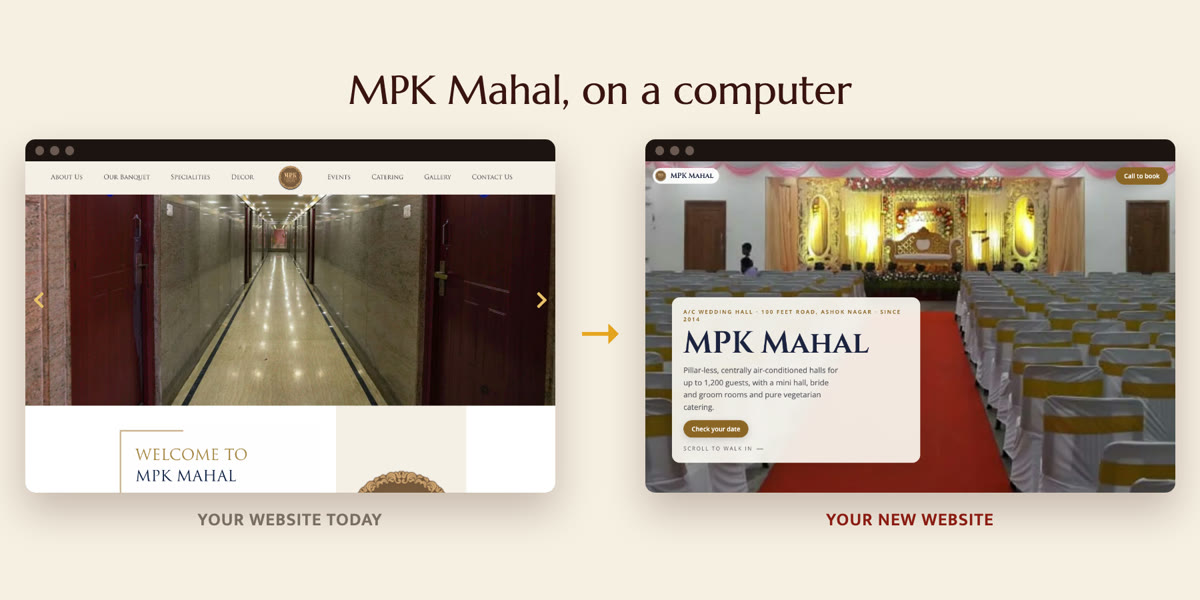 MPK Mahal, on a computer
ABOUT US
OUR BANQUET
SPECIALITIES
DECOR
MPK
EVENTS
CATERING
GALLERY
CONTACT US
WELCOME TO
MPK MAHAL
YOUR WEBSITE TODAY
MPK MAHAL
Call to book
A/C WEDDING HALL · 100 FEET ROAD, ASHOK NAGAR · SINCE
2014
MPK MAHAL
Pillar-less, centrally air-conditioned halls for
up to 1,200 guests, with a mini hall, bride
and groom rooms and pure vegetarian
catering.
Check your date
SCROLL TO WALK IN —
YOUR NEW WEBSITE